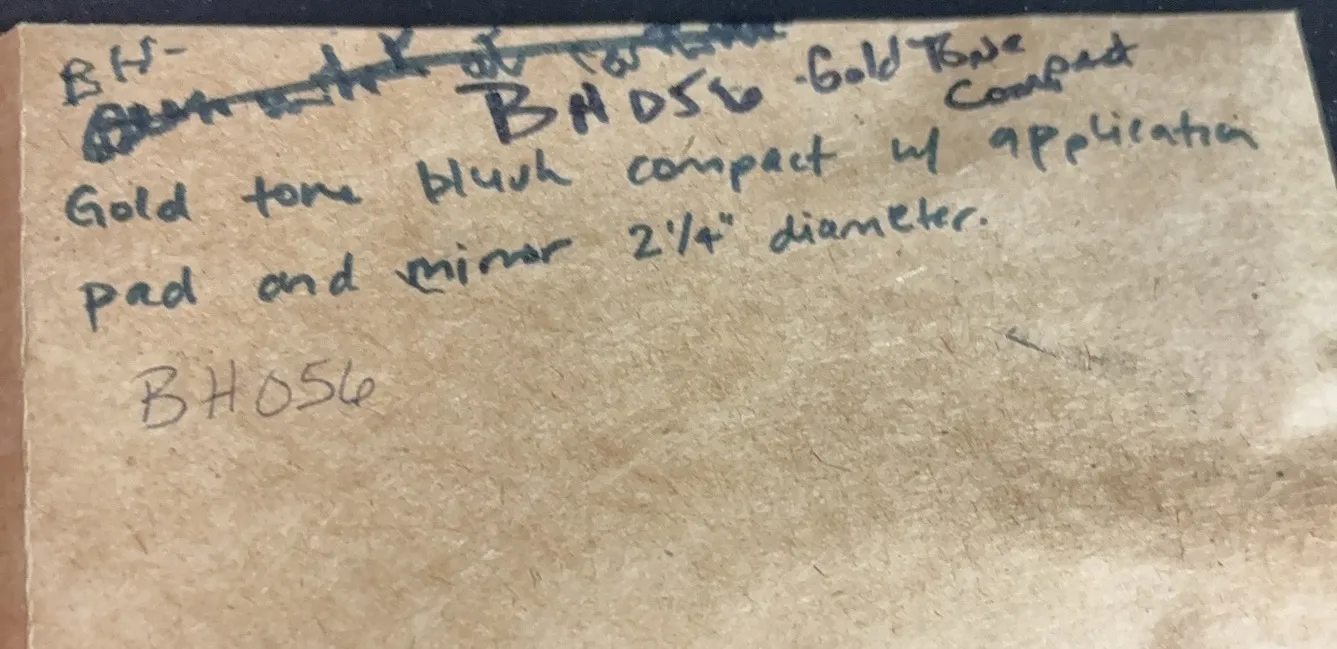 BH-
BH056 - Gold Tone
Compact
Gold tone blush compact w/ application
pad and mirror 2 1/4" diameter.
BH056